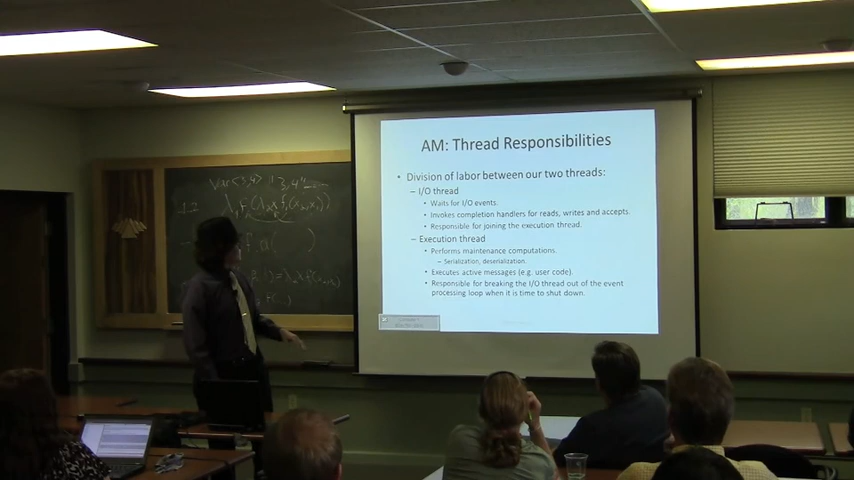 AM: Thread Responsibilities
• Division of labor between our two threads:
– I/O thread
• Waits for I/O events.
• Invokes completion handlers for reads, writes and accepts.
• Responsible for joining the execution thread.
– Execution thread
• Performs maintenance computations.
– Serialization, deserialization.
• Executes active messages (e.g. user code).
• Responsible for breaking the I/O thread out of the event
processing loop when it is time to shut down.